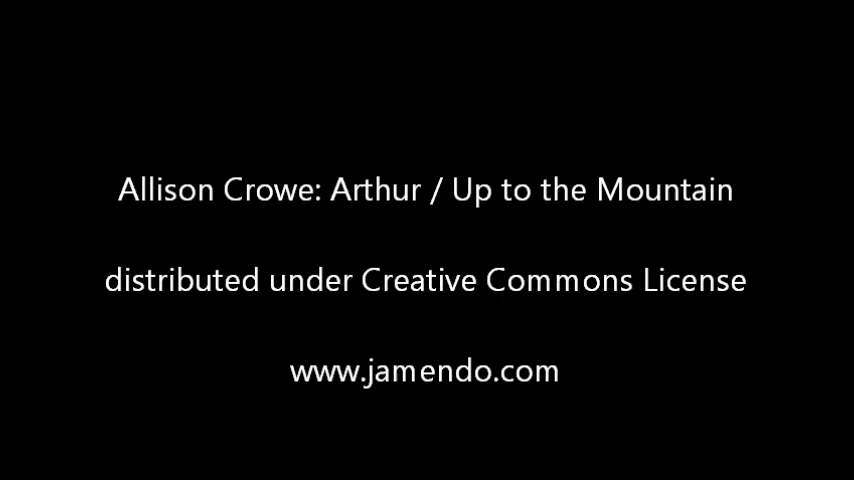 Allison Crowe: Arthur / Up to the Mountain
distributed under Creative Commons License
www.jamendo.com